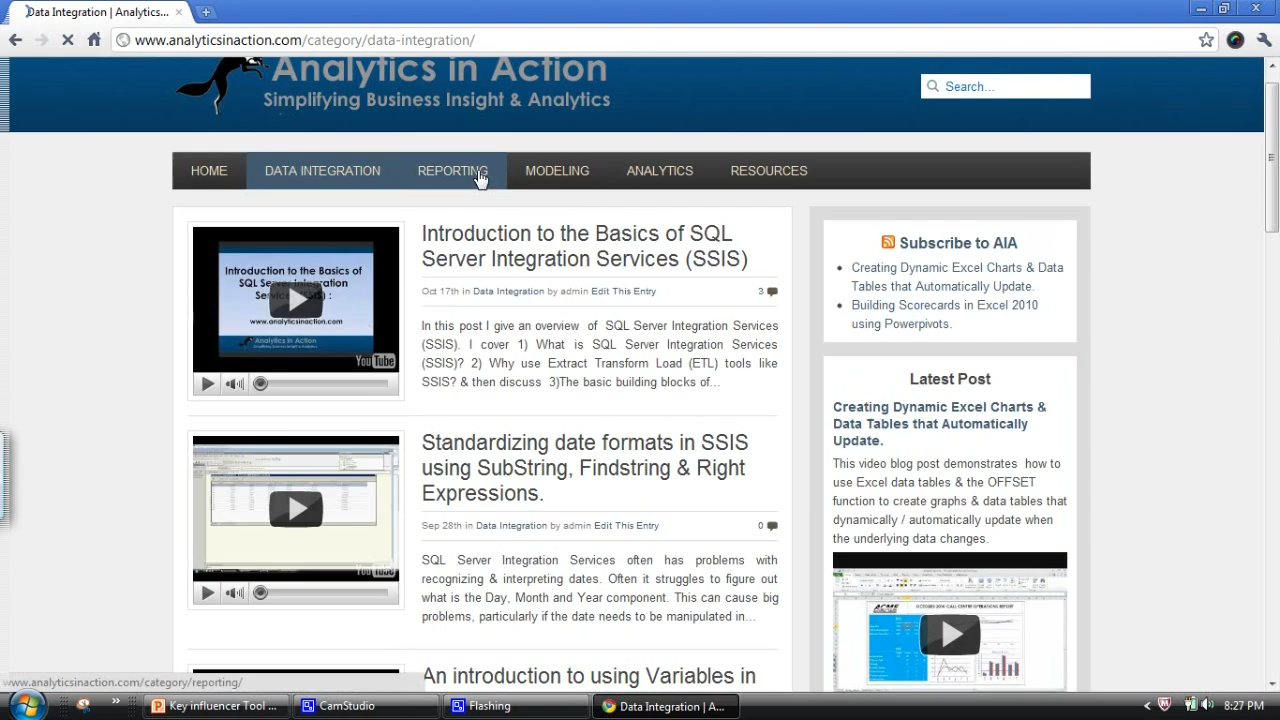 Data Integration | Analytics...
www.analyticsinaction.com/category/data-integration/
Analytics in Action
Simplifying Business Insight & Analytics
Search...
HOME DATA INTEGRATION REPORTING MODELING ANALYTICS RESOURCES
Introduction to the Basics of
SQL Server Integration
www.analyticsinaction.com
Analytics in Action
YouTube
Introduction to the Basics of SQL
Server Integration Services (SSIS)
Oct 17th in Data Integration by admin Edit This Entry 3
In this post I give an overview of SQL Server Integration Services
(SSIS). I cover 1) What is SQL Server Integration Services
(SSIS)? 2) Why use Extract Transform Load (ETL) tools like
SSIS? & then discuss 3)The basic building blocks of...
YouTube
Standardizing date formats in SSIS
using SubString, Findstring & Right
Expressions.
Sep 28th in Data Integration by admin Edit This Entry 0
SQL Server Integration Services often has problems with
recognizing & interpreting dates. Often it struggles to figure out
what is the Day, Month and Year component. This can cause big
problems, particularly if the date needs to be manipulated in...
An introduction to using Variables in
Subscribe to AIA
Creating Dynamic Excel Charts & Data
Tables that Automatically Update.
Building Scorecards in Excel 2010
using Powerpivots.
Latest Post
Creating Dynamic Excel Charts &
Data Tables that Automatically
Update.
This video blog post demonstrates how to
use Excel data tables & the OFFSET
function to create graphs & data tables that
dynamically / automatically update when
the underlying data changes.
ACME
OCTOBER 2010 CALL CENTRE OPERATIONS REPORT
www.analyticsinaction.com/category/reporting/
Key influencer Tool ... CamStudio Flashing Data Integration | A... 8:27 PM